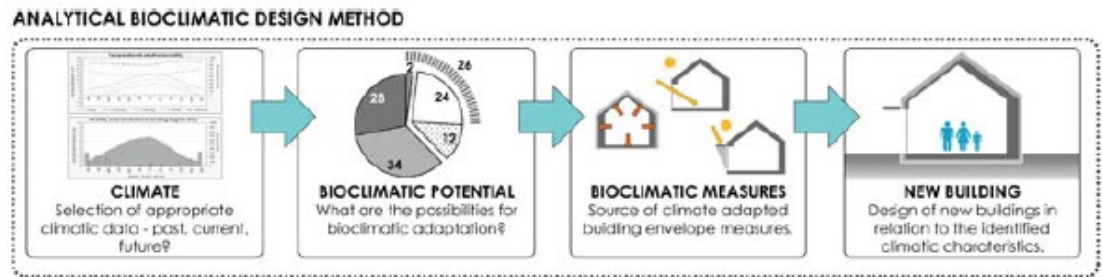 ANALYTICAL BIOCLIMATIC DESIGN METHOD
2
26
28
24
12
34
CLIMATE
Selection of appropriate
climatic data - past, current,
future?
BIOCLIMATIC POTENTIAL
What are the possibilities for
bioclimatic adaptation?
BIOCLIMATIC MEASURES
Source of climate adapted
building envelope measures.
NEW BUILDING
Design of new buildings in
relation to the identified
climatic charateristics.